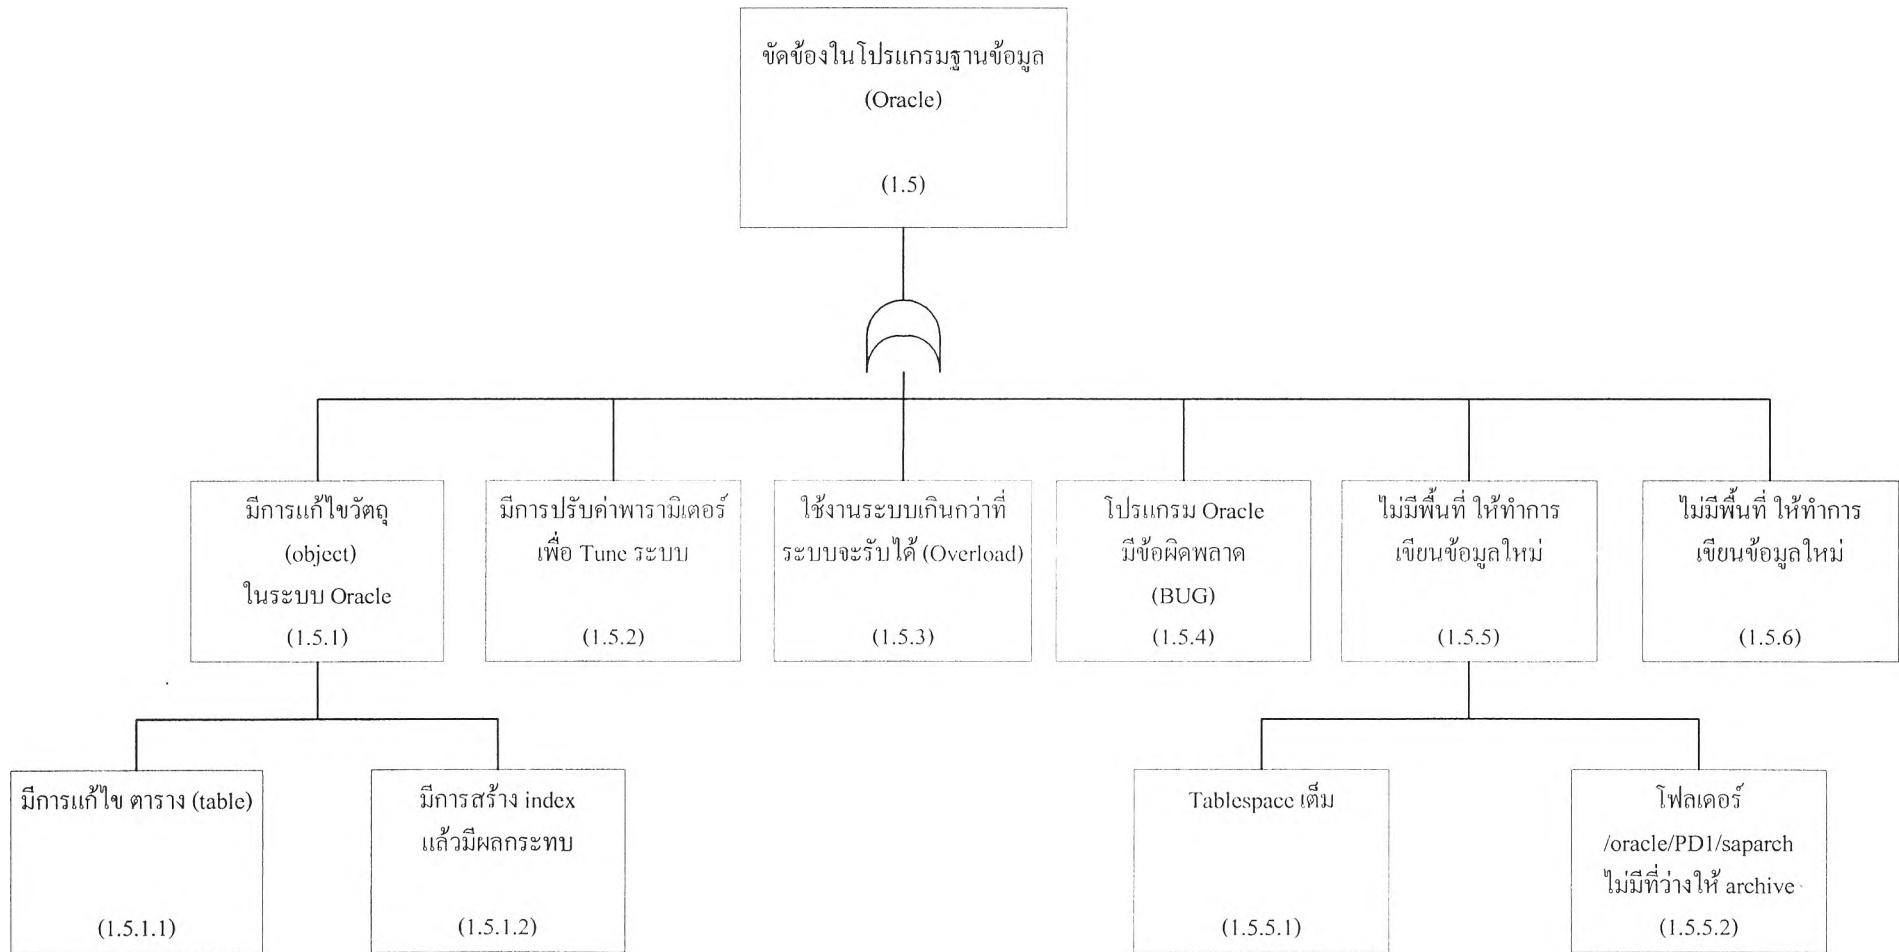 ขัดข้องในโปรแกรมฐานข้อมูล
(Oracle)
(1.5)
มีการแก้ไขวัตถุ
(object)
ในระบบ Oracle
(1.5.1)
มีการปรับค่าพารามิเตอร์
เพื่อ Tune ระบบ
(1.5.2)
ใช้งานระบบเกินกว่าที่
ระบบจะรับได้ (Overload)
(1.5.3)
โปรแกรม Oracle
มีข้อผิดพลาด
(BUG)
(1.5.4)
ไม่มีพื้นที่ ให้ทำการ
เขียนข้อมูลใหม่
(1.5.5)
ไม่มีพื้นที่ ให้ทำการ
เขียนข้อมูลใหม่
(1.5.6)
มีการแก้ไข ตาราง (table)
(1.5.1.1)
มีการสร้าง index
แล้วมีผลกระทบ
(1.5.1.2)
Tablespace เต็ม
(1.5.5.1)
โฟลเดอร์
/oracle/PD1/saparch
ไม่มีที่ว่างให้ archive
(1.5.5.2)